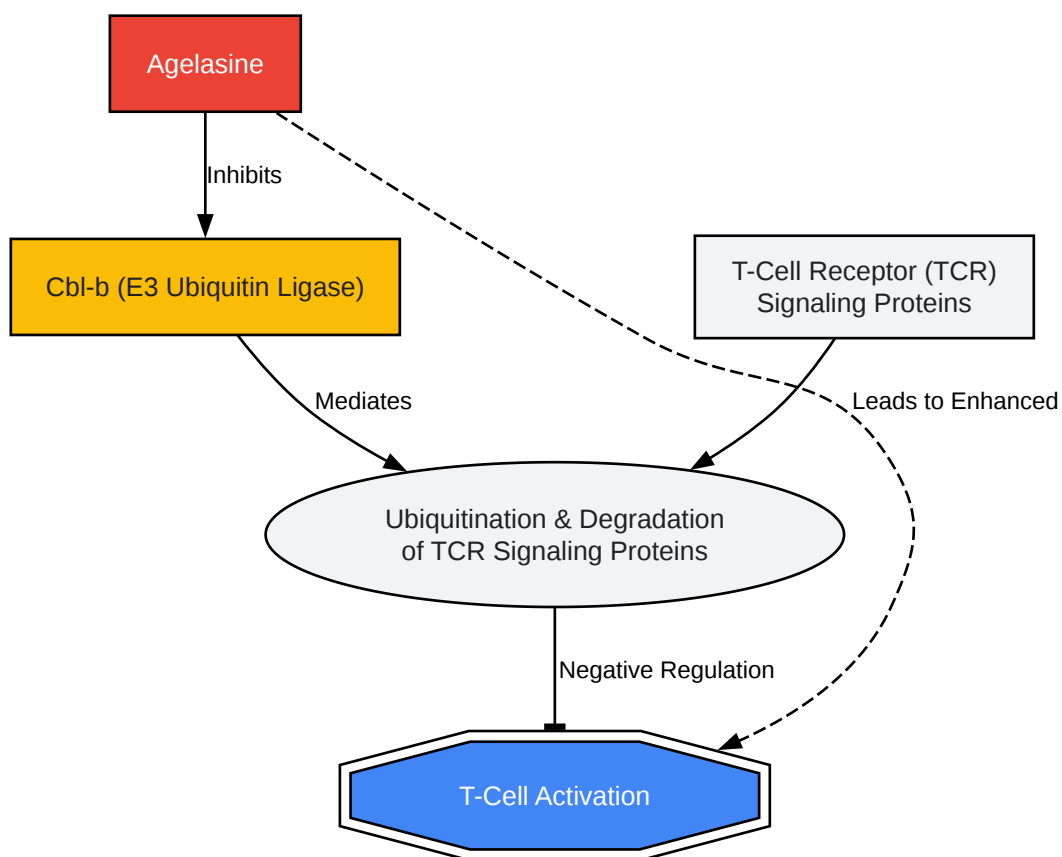 Agelasine
Inhibits
Cbl-b (E3 Ubiquitin Ligase)
T-Cell Receptor (TCR)
Signaling Proteins
Mediates
Leads to Enhanced
Ubiquitination & Degradation
of TCR Signaling Proteins
Negative Regulation
T-Cell Activation